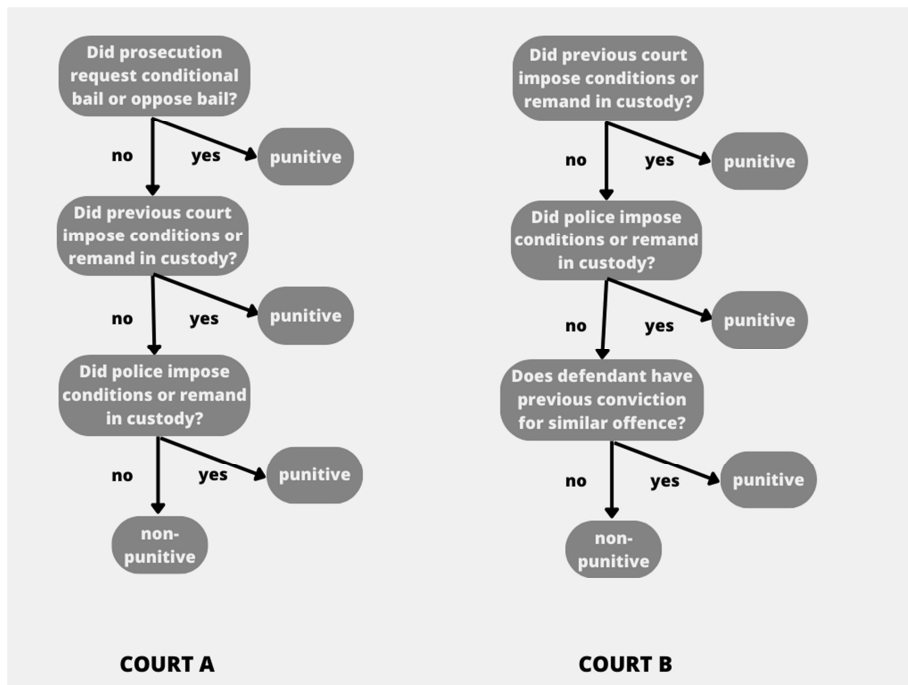 Did prosecution
request conditional
bail or oppose bail?
no
yes
punitive
Did previous court
impose conditions or
remand in custody?
no
yes
punitive
Did police impose
conditions or remand
in custody?
no
yes
punitive
non-
punitive
COURT A
Did previous court
impose conditions or
remand in custody?
no
yes
punitive
Did police impose
conditions or remand
in custody?
no
yes
punitive
Does defendant have
previous conviction
for similar offence?
no
yes
punitive
non-
punitive
COURT B